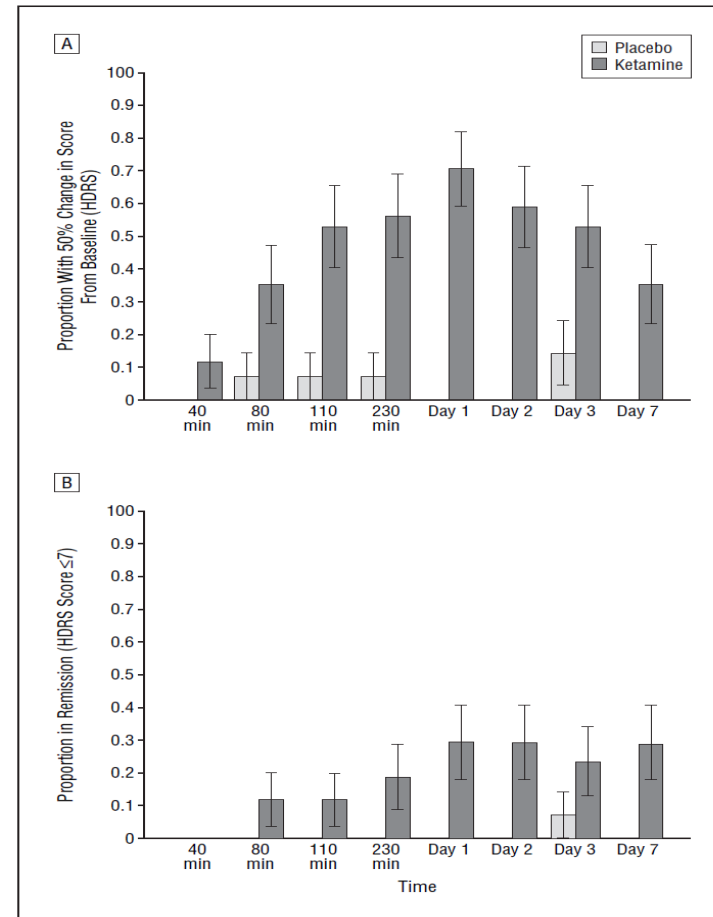 A
Placebo
Ketamine
Proportion With 50% Change in Score
From Baseline (HDRS)
100
0.9
0.8
0.7
0.6
0.5
0.4
0.3
0.2
0.1
0
40 min
80 min
110 min
230 min
Day 1
Day 2
Day 3
Day 7
B
Proportion in Remission (HDRS Score ≤7)
100
0.9
0.8
0.7
0.6
0.5
0.4
0.3
0.2
0.1
0
40 min
80 min
110 min
230 min
Day 1
Day 2
Day 3
Day 7
Time